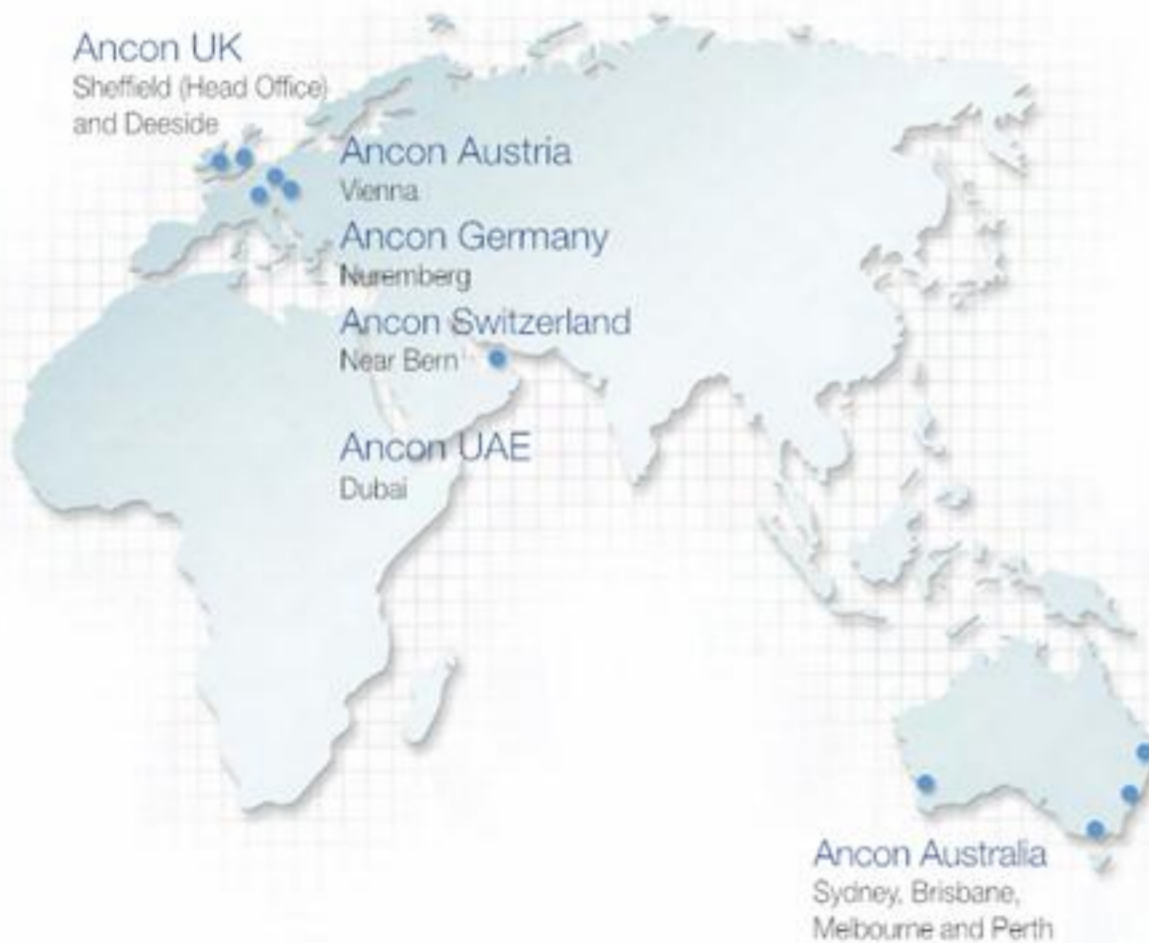 Ancon UK
Sheffield (Head Office)
and Deeside
Ancon Austria
Vienna
Ancon Germany
Nuremberg
Ancon Switzerland
Near Bern
Ancon UAE
Dubai
Ancon Australia
Sydney, Brisbane,
Melbourne and Perth